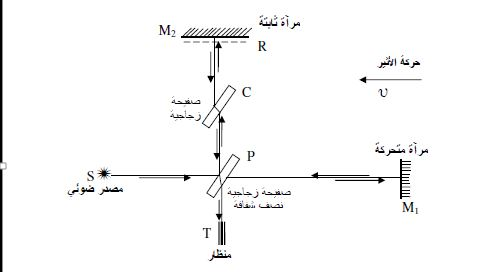 مرآة ثابتة
M₂
R
حركة الأثير
υ
C
صفيحة
زجاجية
P
مرآة متحركة
S
مصدر ضوئي
صفيحة زجاجية
نصف شفافة
M₁
T
منظار